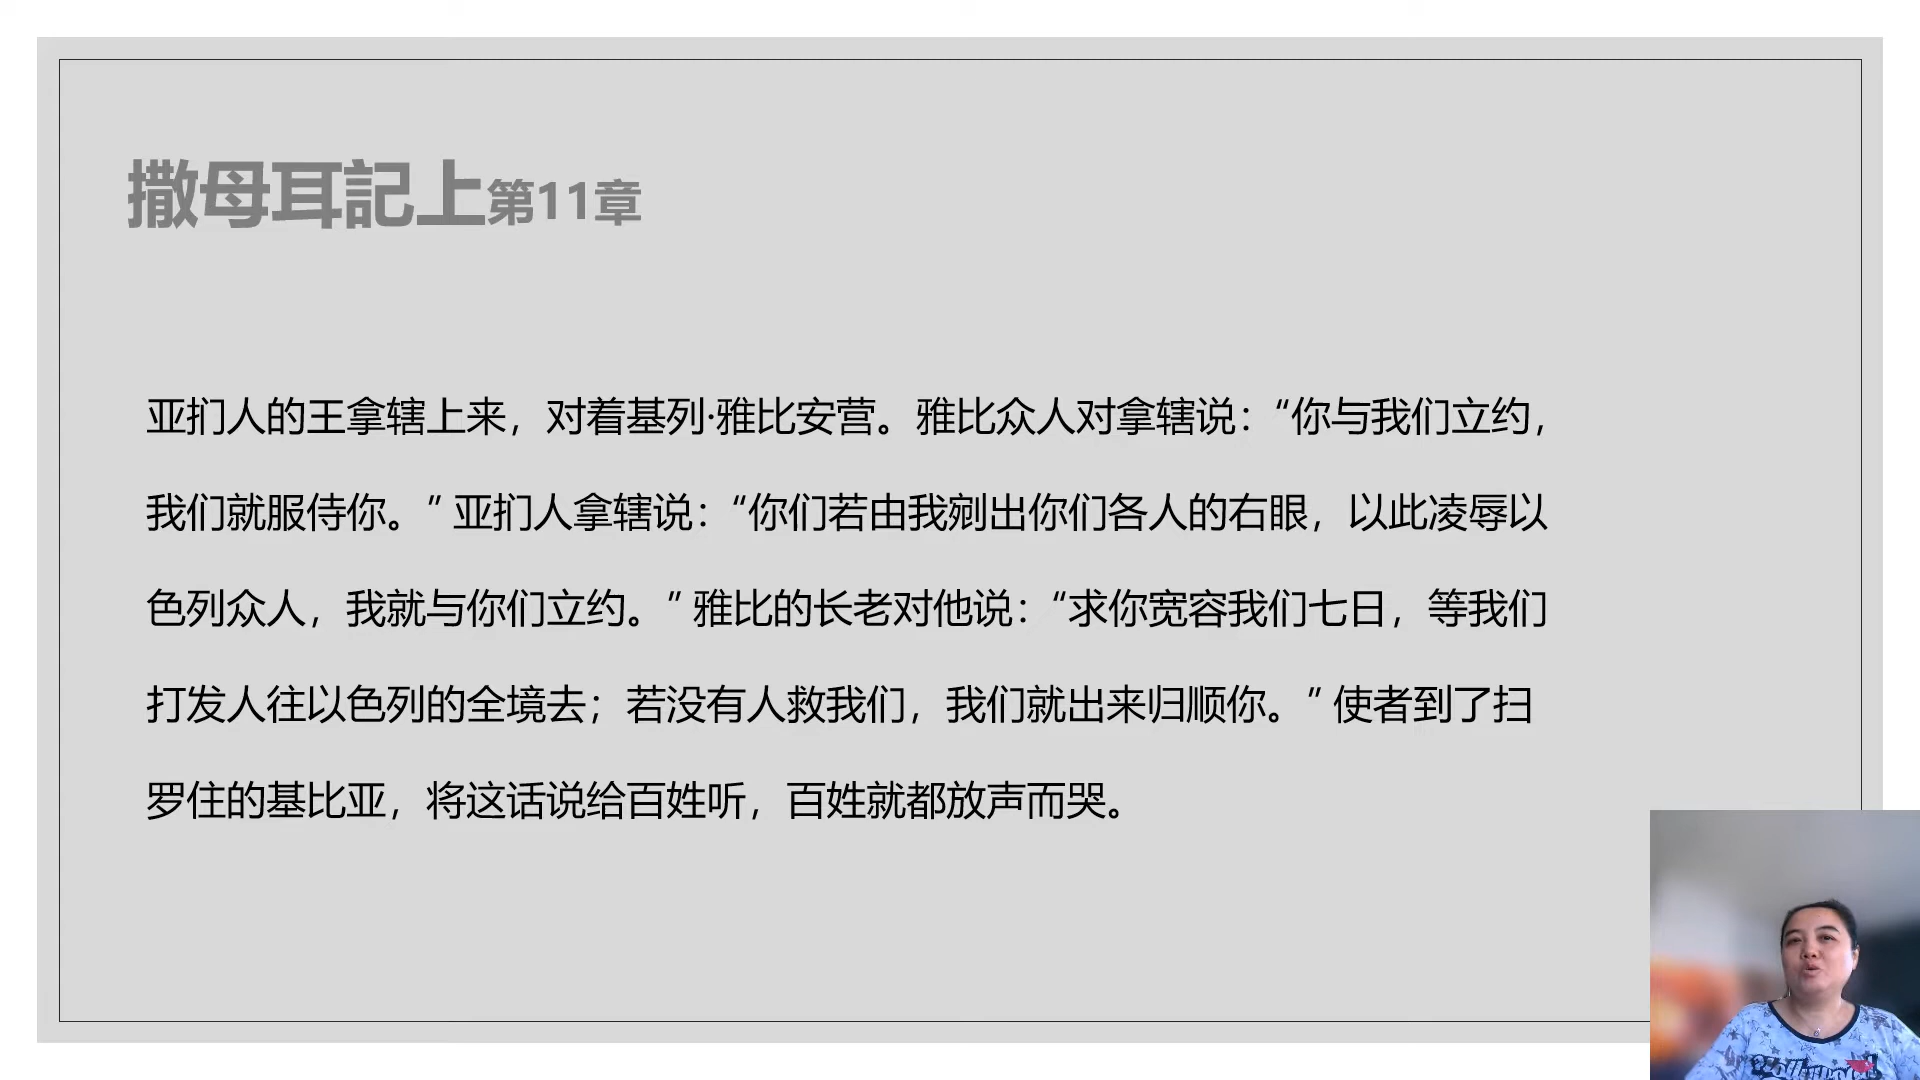 撒母耳記上第11章
亚扪人的王拿辖上来，对着基列·雅比安营。雅比众人对拿辖说：“你与我们立约，
我们就服侍你。”亚扪人拿辖说：“你们若由我剜出你们各人的右眼，以此凌辱以
色列众人，我就与你们立约。”雅比的长老对他说：“求你宽容我们七日，等我们
打发人往以色列的全境去；若没有人救我们，我们就出来归顺你。”使者到了扫
罗住的基比亚，将这话说给百姓听，百姓就都放声而哭。